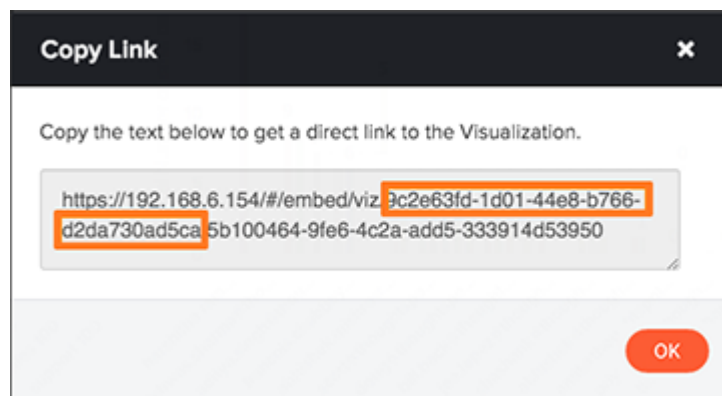 Copy Link ×
Copy the text below to get a direct link to the Visualization.
https://192.168.6.154/#/embed/viz/9c2e63fd-1d01-44e8-b766-
d2da730ad5ca/5b100464-9fe6-4c2a-add5-333914d53950
OK